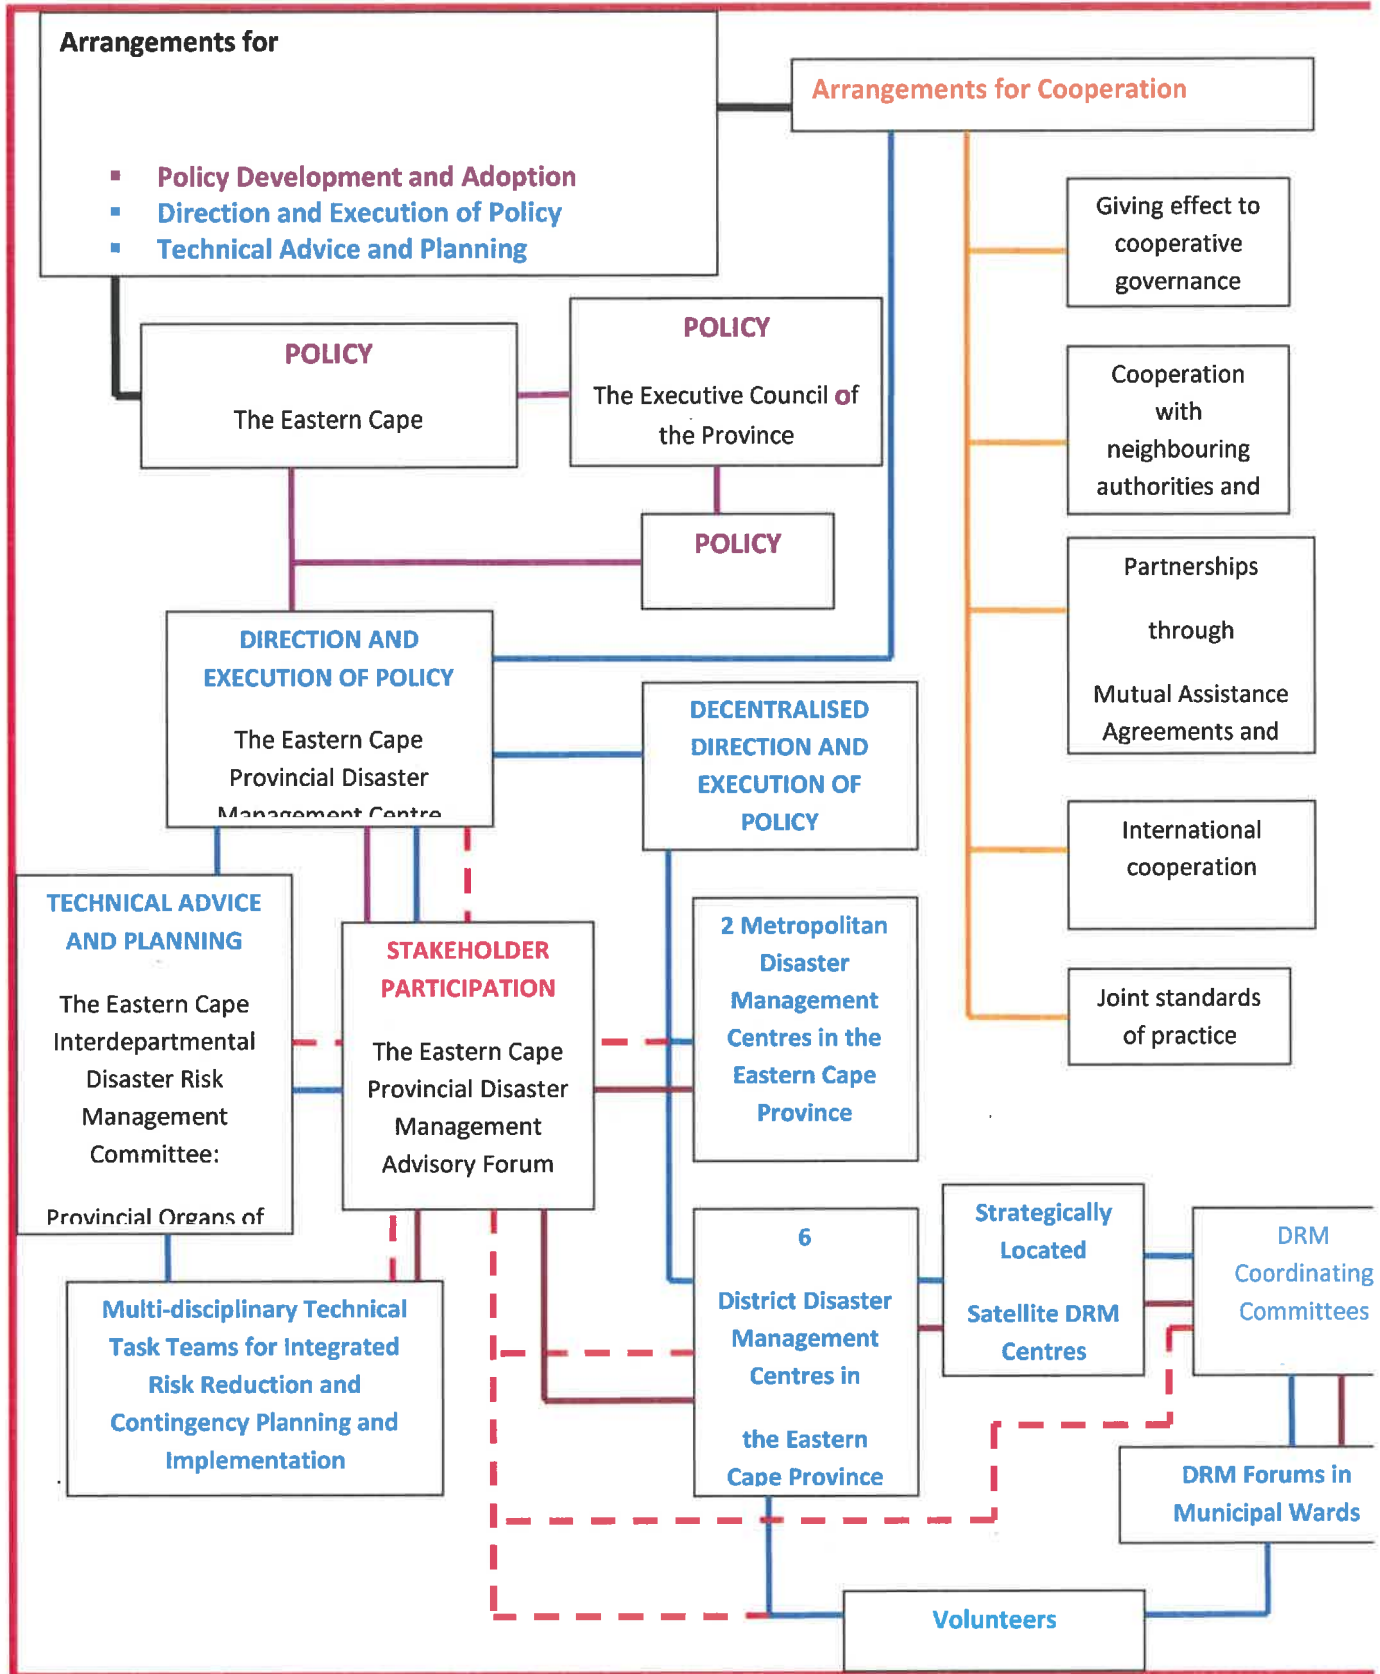 Arrangements for
Policy Development and Adoption
Direction and Execution of Policy
Technical Advice and Planning
Arrangements for Cooperation
Giving effect to
cooperative
governance
Cooperation
with
neighbouring
authorities and
Partnerships
through
Mutual Assistance
Agreements and
International
cooperation
Joint standards
of practice
POLICY
The Eastern Cape
POLICY
The Executive Council of
the Province
POLICY
DIRECTION AND
EXECUTION OF POLICY
The Eastern Cape
Provincial Disaster
Management Centre
DECENTRALISED
DIRECTION AND
EXECUTION OF
POLICY
TECHNICAL ADVICE
AND PLANNING
The Eastern Cape
Interdepartmental
Disaster Risk
Management
Committee:
Provincial Organs of
STAKEHOLDER
PARTICIPATION
The Eastern Cape
Provincial Disaster
Management
Advisory Forum
2 Metropolitan
Disaster
Management
Centres in the
Eastern Cape
Province
Multi-disciplinary Technical
Task Teams for Integrated
Risk Reduction and
Contingency Planning and
Implementation
6
District Disaster
Management
Centres in
the Eastern
Cape Province
Strategically
Located
Satellite DRM
Centres
DRM
Coordinating
Committees
DRM Forums in
Municipal Wards
Volunteers